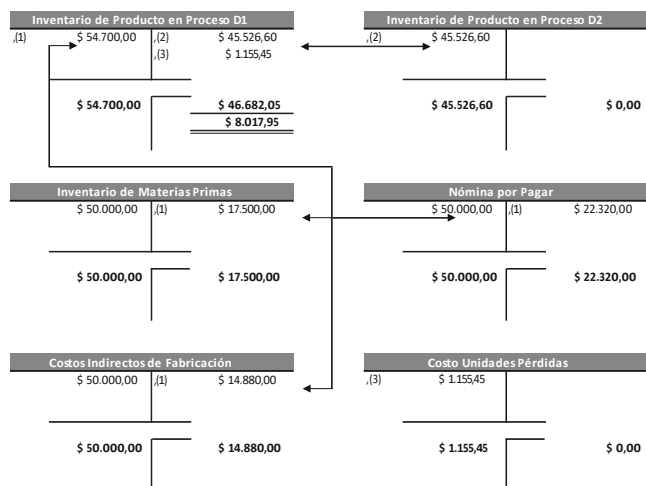 Inventario de Producto en Proceso D1
,(1) $ 54.700,00 ,(2) $ 45.526,60
,(3) $ 1.155,45
$ 54.700,00 $ 46.682,05
$ 8.017,95
Inventario de Producto en Proceso D2
,(2) $ 45.526,60
$ 45.526,60 $ 0,00
Inventario de Materias Primas
$ 50.000,00 ,(1) $ 17.500,00
$ 50.000,00 $ 17.500,00
Nómina por Pagar
$ 50.000,00 ,(1) $ 22.320,00
$ 50.000,00 $ 22.320,00
Costos Indirectos de Fabricación
$ 50.000,00 ,(1) $ 14.880,00
$ 50.000,00 $ 14.880,00
Costo Unidades Pérdidas
,(3) $ 1.155,45
$ 1.155,45 $ 0,00